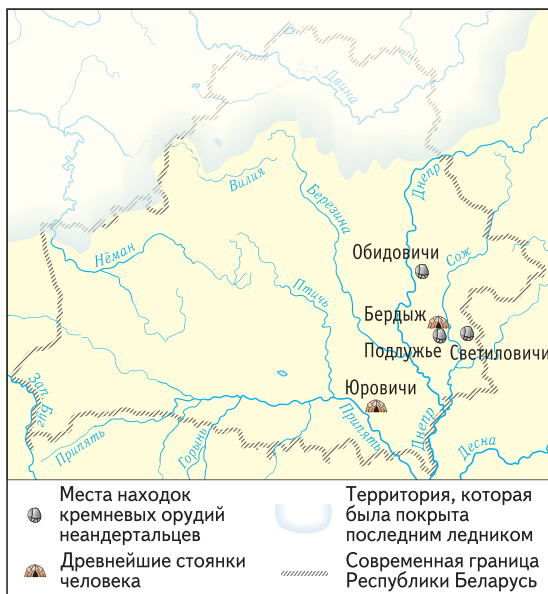 Зап. Двина
Днепр
Вилия
Березина
Сож
Нёман
Обидовичи
Птичь
Бердыж
Подлужье
Светиловичи
Юровичи
Зап. Буг
Припять
Горынь
Припять
Днепр
Десна
Места находок
кремневых орудий
неандертальцев
Древнейшие стоянки
человека
Территория, которая
была покрыта
последним ледником
Современная граница
Республики Беларусь